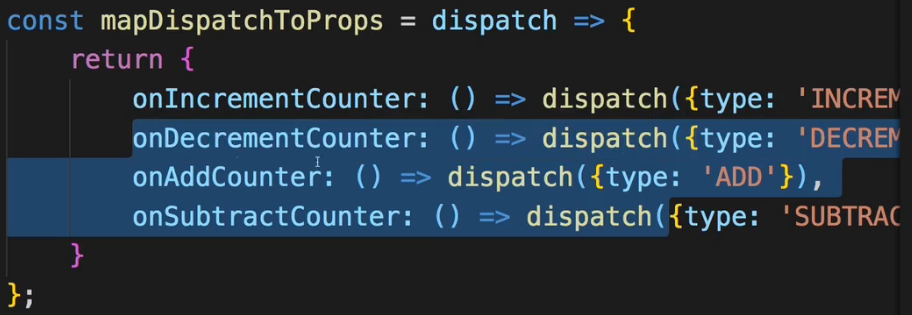 const mapDispatchToProps = dispatch => {
return {
onIncrementCounter: () => dispatch({type: 'INCREM
onDecrementCounter: () => dispatch({type: 'DECREM
onAddCounter: () => dispatch({type: 'ADD'}),
onSubtractCounter: () => dispatch({type: 'SUBTRAC
}
};